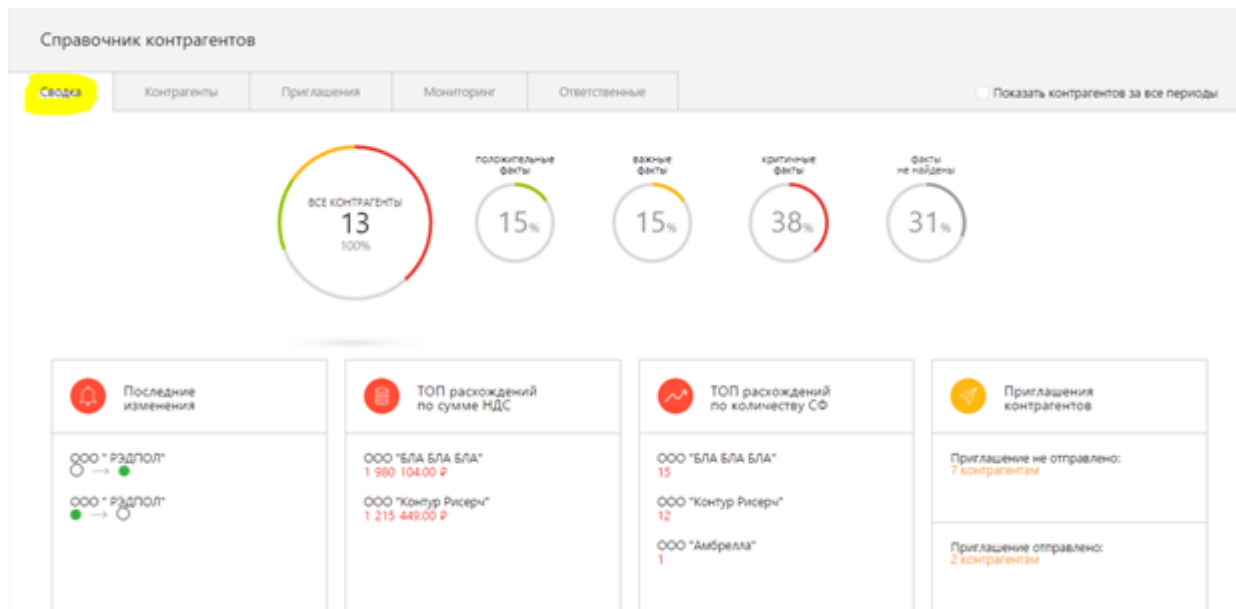 Справочник контрагентов
Сводка Контрагенты Приглашения Мониторинг Ответственные Показать контрагентов за все периоды
ВСЕ КОНТРАГЕНТЫ
13
100%
положительные
факты
15%
важные
факты
15%
критичные
факты
38%
факты
не найдены
31%
Последние
изменения
ООО " РЭДПОЛ"
ООО " РЭДПОЛ"
ТОП расхождений
по сумме НДС
ООО "БЛА БЛА БЛА"
1 980 104.00 ₽
ООО "Контур Рисерч"
1 215 449.00 ₽
ТОП расхождений
по количеству СФ
ООО "БЛА БЛА БЛА"
15
ООО "Контур Рисерч"
12
ООО "Амбрелла"
1
Приглашения
контрагентов
Приглашение не отправлено:
7 контрагентам
Приглашение отправлено:
2 контрагентам